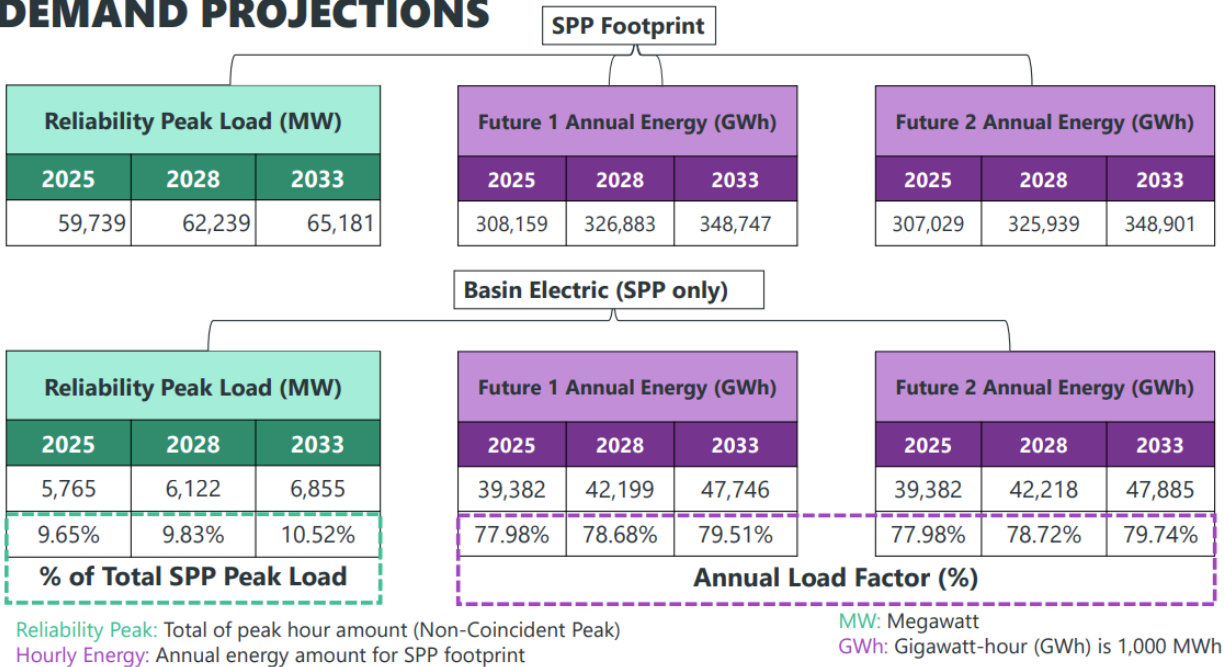 DEMAND PROJECTIONS
SPP Footprint
Reliability Peak Load (MW)
2025 2028 2033
59,739 62,239 65,181
Future 1 Annual Energy (GWh)
2025 2028 2033
308,159 326,883 348,747
Future 2 Annual Energy (GWh)
2025 2028 2033
307,029 325,939 348,901
Basin Electric (SPP only)
Reliability Peak Load (MW)
2025 2028 2033
5,765 6,122 6,855
9.65% 9.83% 10.52%
% of Total SPP Peak Load
Future 1 Annual Energy (GWh)
2025 2028 2033
39,382 42,199 47,746
77.98% 78.68% 79.51%
Future 2 Annual Energy (GWh)
2025 2028 2033
39,382 42,218 47,885
77.98% 78.72% 79.74%
Annual Load Factor (%)
Reliability Peak: Total of peak hour amount (Non-Coincident Peak)
Hourly Energy: Annual energy amount for SPP footprint
MW: Megawatt
GWh: Gigawatt-hour (GWh) is 1,000 MWh